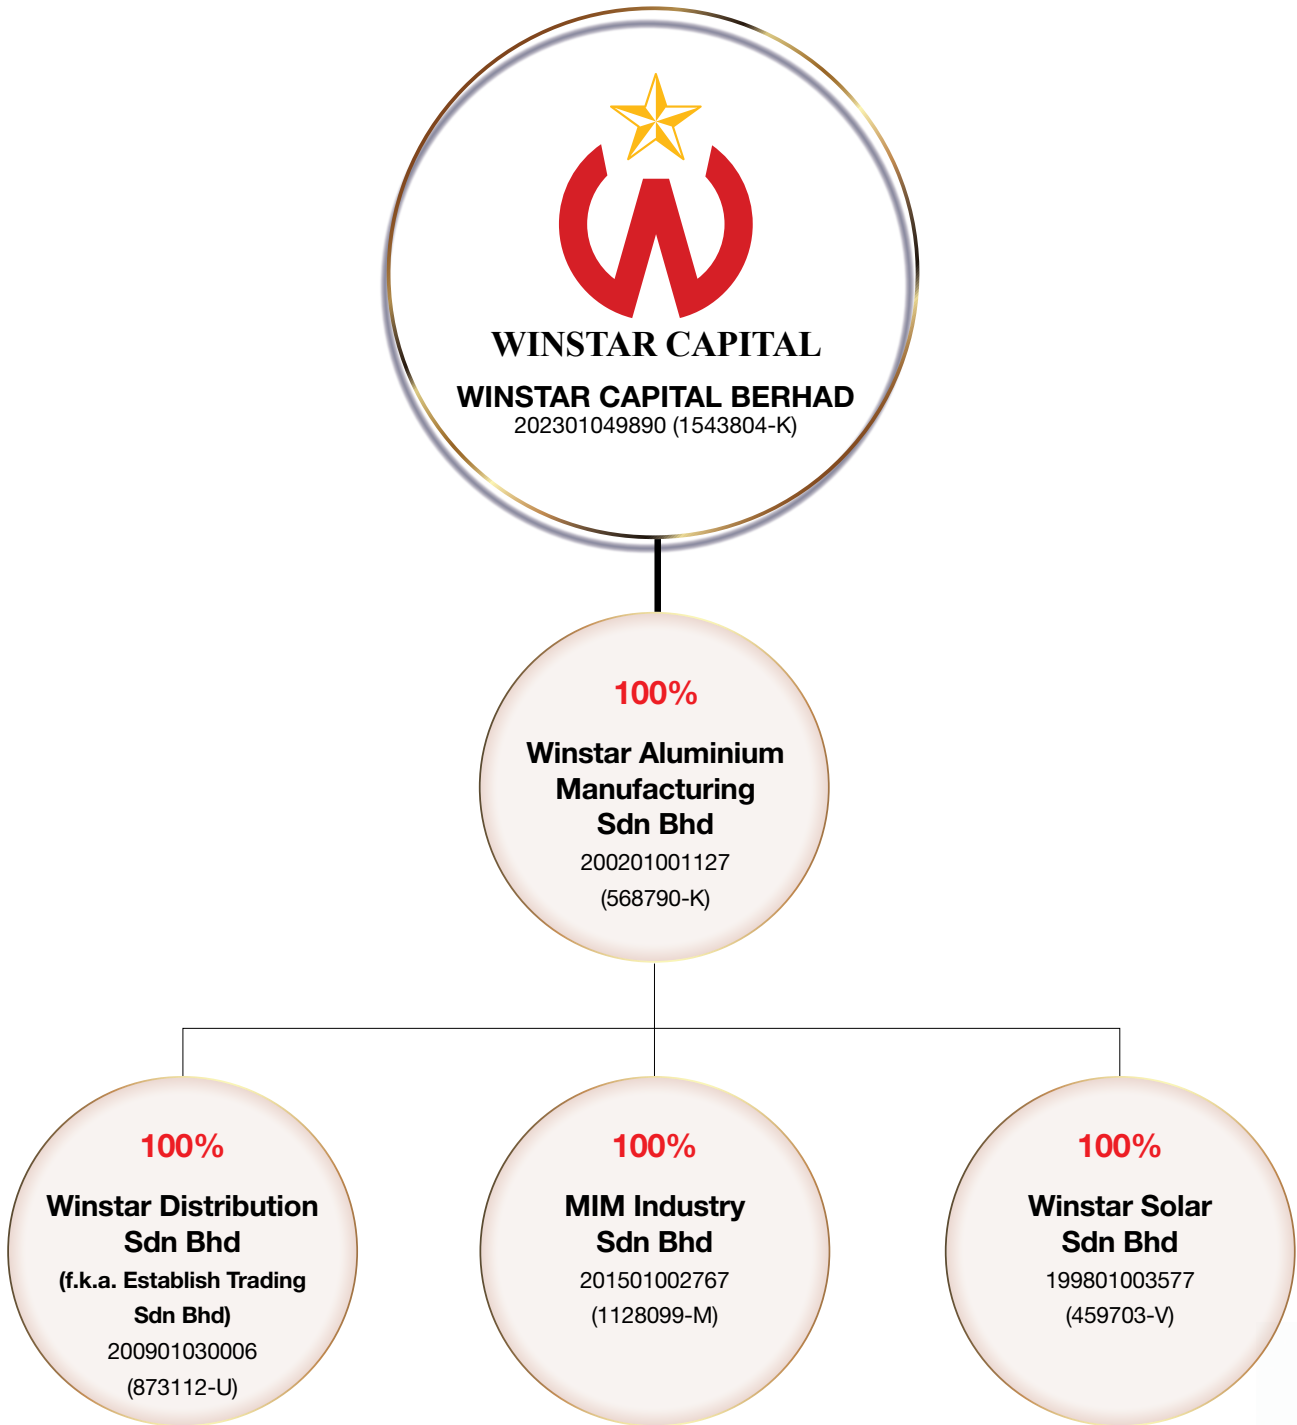 WINSTAR CAPITAL
WINSTAR CAPITAL BERHAD
202301049890 (1543804-K)
100%
Winstar Aluminium
Manufacturing
Sdn Bhd
200201001127
(568790-K)
100%
Winstar Distribution
Sdn Bhd
(f.k.a. Establish Trading
Sdn Bhd)
200901030006
(873112-U)
100%
MIM Industry
Sdn Bhd
201501002767
(1128099-M)
100%
Winstar Solar
Sdn Bhd
199801003577
(459703-V)